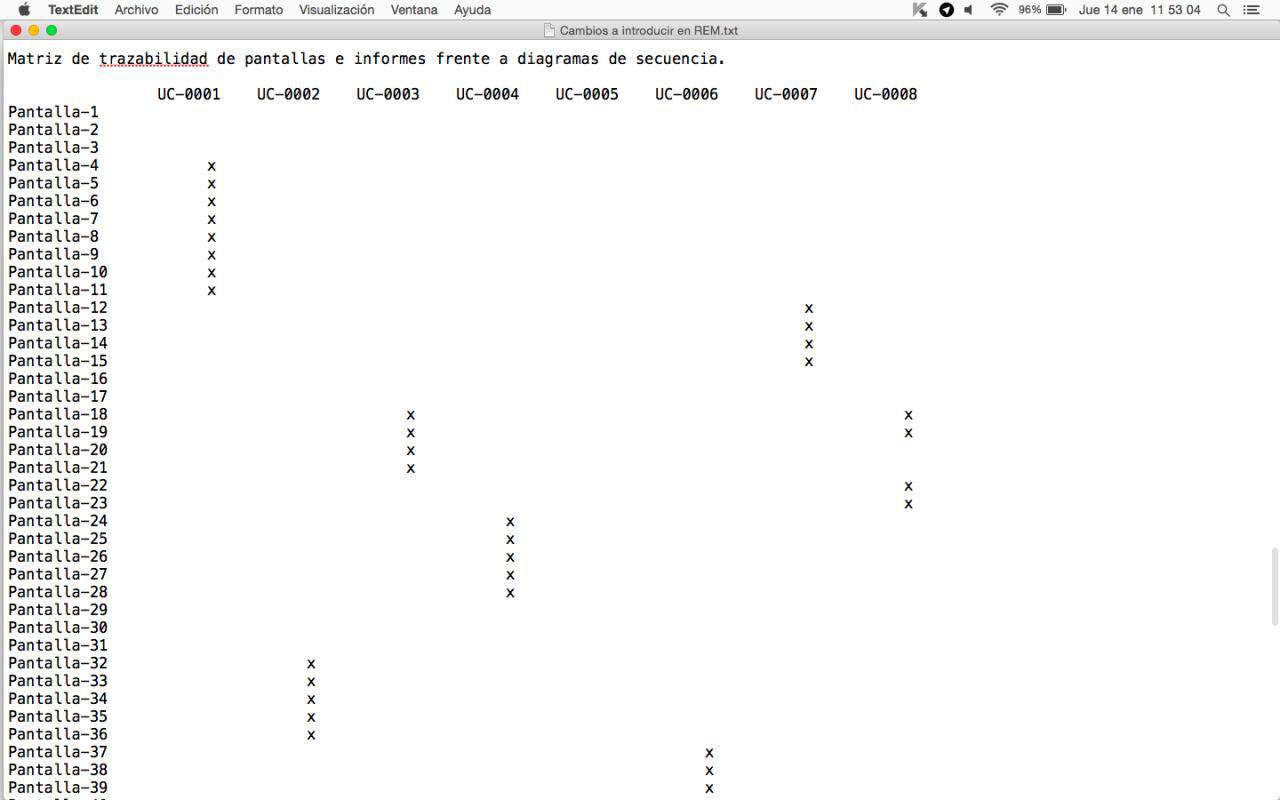 TextEdit Archivo Edición Formato Visualización Ventana Ayuda 96% Jue 14 ene 11 53 04
Cambios a introducir en REM.txt
Matriz de trazabilidad de pantallas e informes frente a diagramas de secuencia.
UC-0001 UC-0002 UC-0003 UC-0004 UC-0005 UC-0006 UC-0007 UC-0008
Pantalla-1
Pantalla-2
Pantalla-3
Pantalla-4 x
Pantalla-5 x
Pantalla-6 x
Pantalla-7 x
Pantalla-8 x
Pantalla-9 x
Pantalla-10 x
Pantalla-11 x
Pantalla-12 x
Pantalla-13 x
Pantalla-14 x
Pantalla-15 x
Pantalla-16
Pantalla-17
Pantalla-18 x x
Pantalla-19 x x
Pantalla-20 x
Pantalla-21 x
Pantalla-22 x
Pantalla-23 x
Pantalla-24 x
Pantalla-25 x
Pantalla-26 x
Pantalla-27 x
Pantalla-28 x
Pantalla-29
Pantalla-30
Pantalla-31
Pantalla-32 x
Pantalla-33 x
Pantalla-34 x
Pantalla-35 x
Pantalla-36 x
Pantalla-37 x
Pantalla-38 x
Pantalla-39 x